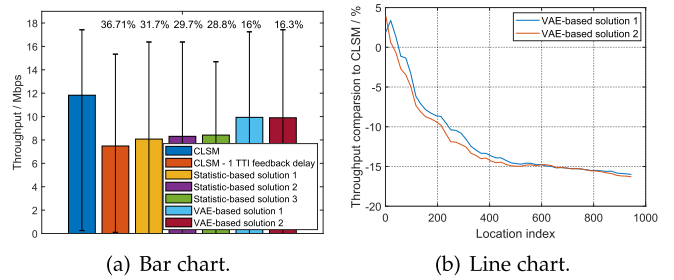 36.71% 31.7% 29.7% 28.8% 16% 16.3%
Throughput / Mbps
18
16
14
12
10
8
6
4
2
0
CLSM
CLSM - 1 TTI feedback delay
Statistic-based solution 1
Statistic-based solution 2
Statistic-based solution 3
VAE-based solution 1
VAE-based solution 2
(a) Bar chart.
Throughput comparsion to CLSM / %
5
0
-5
-10
-15
-20
VAE-based solution 1
VAE-based solution 2
0 200 400 600 800 1000
Location index
(b) Line chart.